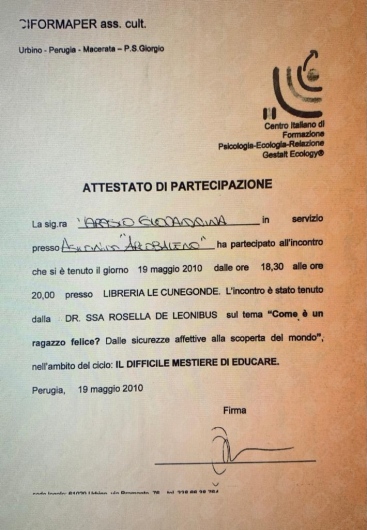 CIFORMAPER ass. cult.
Urbino - Perugia - Macerata – P.S.Giorgio
Centro Italiano di
Formazione
Psicologia-Ecologia-Relazione
Gestalt Ecology®
ATTESTATO DI PARTECIPAZIONE
La sig.ra in servizio
presso Asilo Nido "Arcobaleno" ha partecipato all'incontro
che si è tenuto il giorno 19 maggio 2010 dalle ore 18,30 alle ore
20,00 presso LIBRERIA LE CUNEGONDE. L'incontro è stato tenuto
dalla DR. SSA ROSELLA DE LEONIBUS sul tema "Come è un
ragazzo felice? Dalle sicurezze affettive alla scoperta del mondo",
nell'ambito del ciclo: IL DIFFICILE MESTIERE DI EDUCARE.
Perugia, 19 maggio 2010
Firma